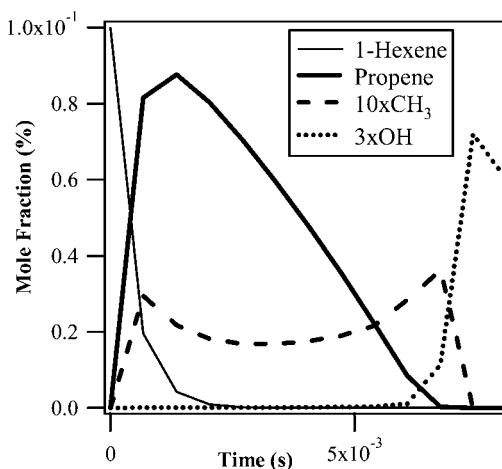 1.0x10⁻¹
0.8
0.6
0.4
0.2
0.0
Mole Fraction (%)
1-Hexene
Propene
10xCH₃
3xOH
0
5x10⁻³
Time (s)